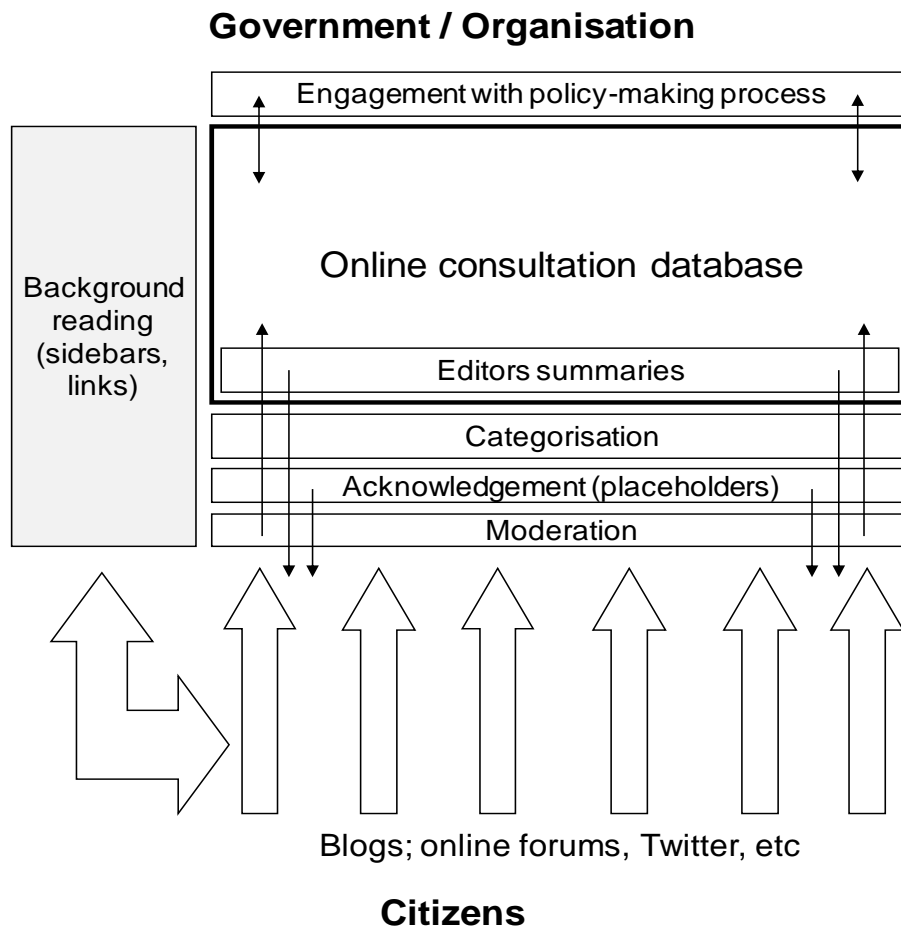 Government / Organisation
Engagement with policy-making process
Background
reading
(sidebars,
links)
Online consultation database
Editors summaries
Categorisation
Acknowledgement (placeholders)
Moderation
Blogs; online forums, Twitter, etc
Citizens